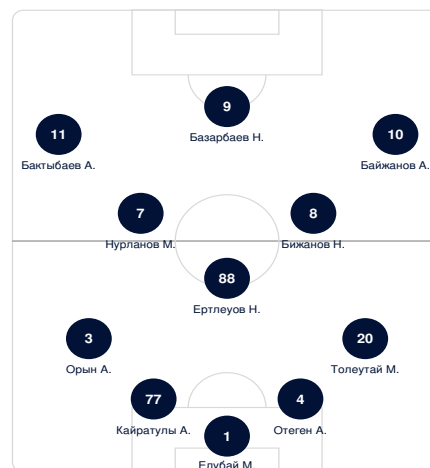 9
Базарбаев Н.
11
Бактыбаев А.
10
Байжанов А.
7
Нурланов М.
8
Бижанов Н.
88
Ертлеуов Н.
3
Орын А.
20
Толеутай М.
77
Кайратулы А.
4
Отеген А.
1
Елубай М.